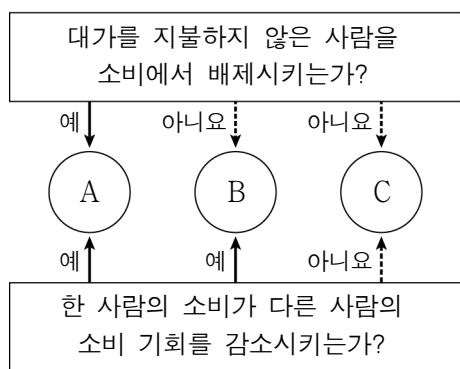 대가를 지불하지 않은 사람을
소비에서 배제시키는가?
예 아니요 아니요
A B C
예 예 아니요
한 사람의 소비가 다른 사람의
소비 기회를 감소시키는가?